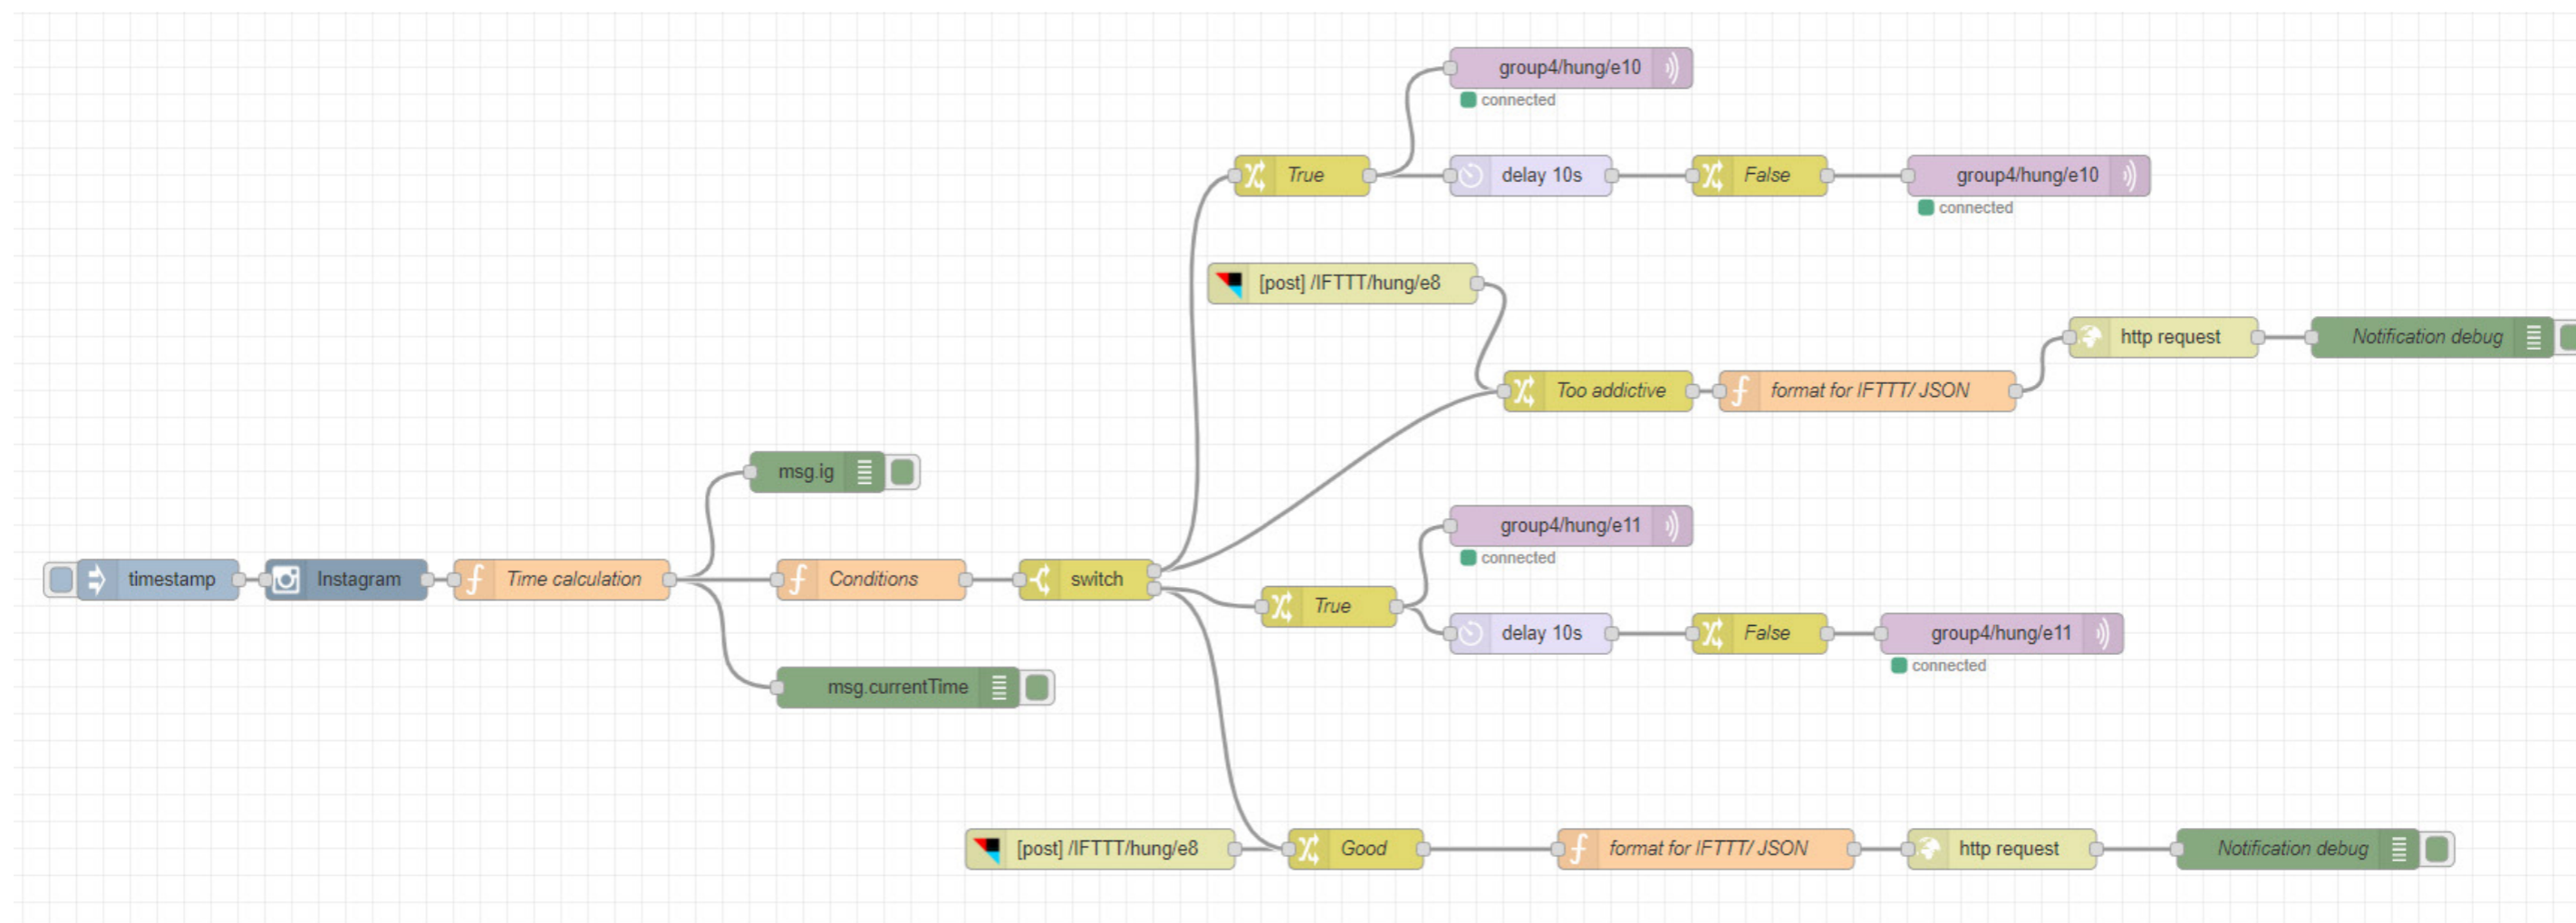 group4/hung/e10
connected
True
delay 10s
False
group4/hung/e10
connected
[post] /IFTTT/hung/e8
http request
Notification debug
Too addictive
format for IFTTT/ JSON
msg.ig
group4/hung/e11
connected
timestamp
Instagram
Time calculation
Conditions
switch
True
delay 10s
False
group4/hung/e11
connected
msg.currentTime
[post] /IFTTT/hung/e8
Good
format for IFTTT/ JSON
http request
Notification debug